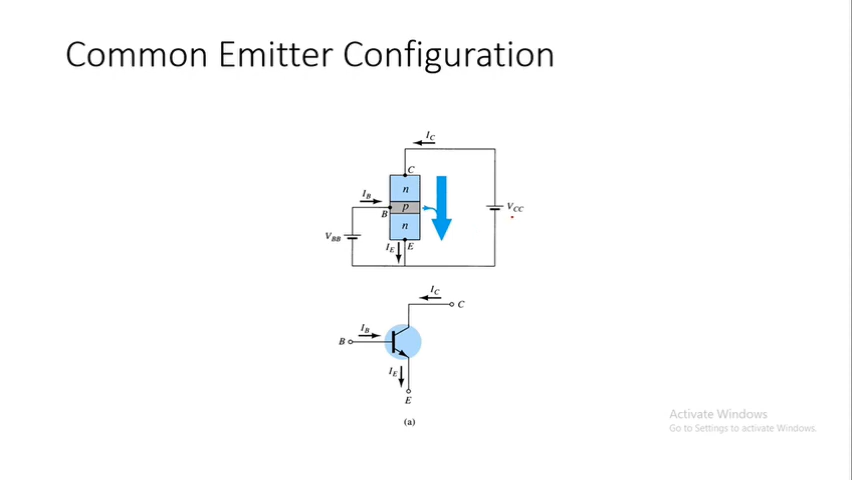 Common Emitter Configuration
I_C
C
n
I_B
p
B
V_CC
n
V_BB
I_E
E
I_C
C
I_B
B
I_E
E
(a)
Activate Windows
Go to Settings to activate Windows.